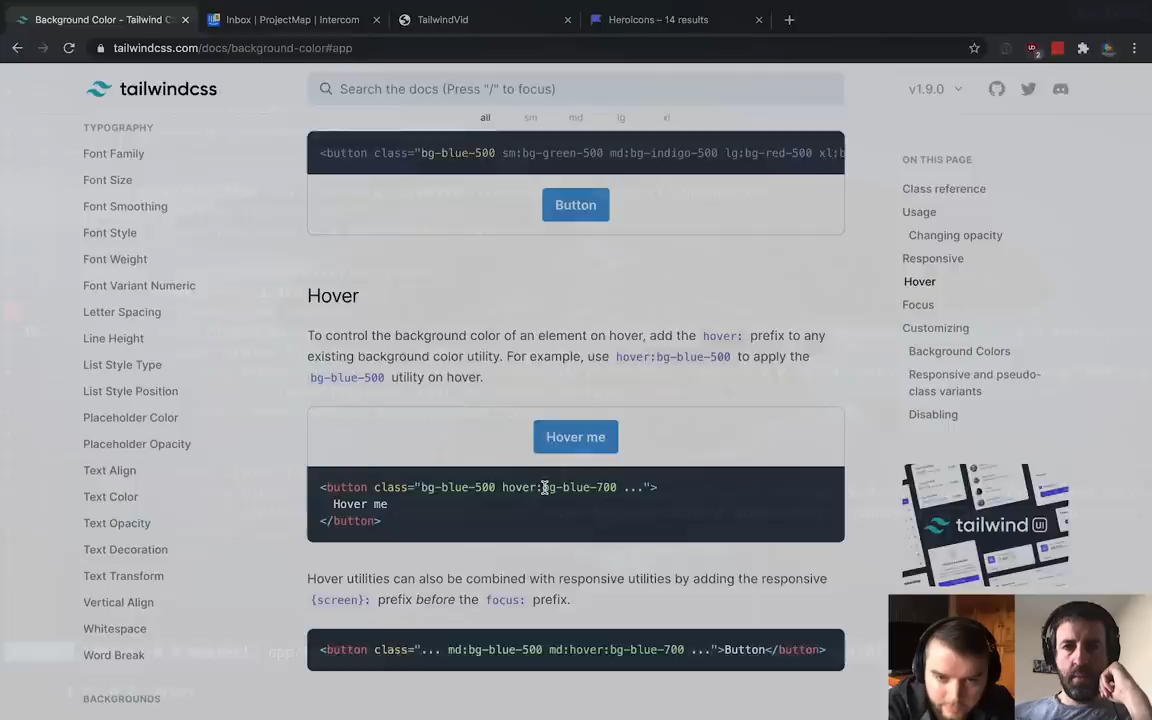 Background Color - Tailwind C
Inbox | ProjectMap | Intercom
TailwindVid
Heroicons – 14 results
tailwindcss.com/docs/background-color#app
2
tailwindcss
Search the docs (Press "/" to focus)
v1.9.0
all sm md lg xl
TYPOGRAPHY
Font Family
Font Size
Font Smoothing
Font Style
Font Weight
Font Variant Numeric
Letter Spacing
Line Height
List Style Type
List Style Position
Placeholder Color
Placeholder Opacity
Text Align
Text Color
Text Opacity
Text Decoration
Text Transform
Vertical Align
Whitespace
Word Break
BACKGROUNDS
<button class="bg-blue-500 sm:bg-green-500 md:bg-indigo-500 lg:bg-red-500 xl:b
Button
Hover
To control the background color of an element on hover, add the hover: prefix to any
existing background color utility. For example, use hover:bg-blue-500 to apply the
bg-blue-500 utility on hover.
Hover me
<button class="bg-blue-500 hover:bg-blue-700 ...">
Hover me
</button>
Hover utilities can also be combined with responsive utilities by adding the responsive
{screen}: prefix before the focus: prefix.
<button class="... md:bg-blue-500 md:hover:bg-blue-700 ...">Button</button>
ON THIS PAGE
Class reference
Usage
Changing opacity
Responsive
Hover
Focus
Customizing
Background Colors
Responsive and pseudo-
class variants
Disabling
tailwind UI